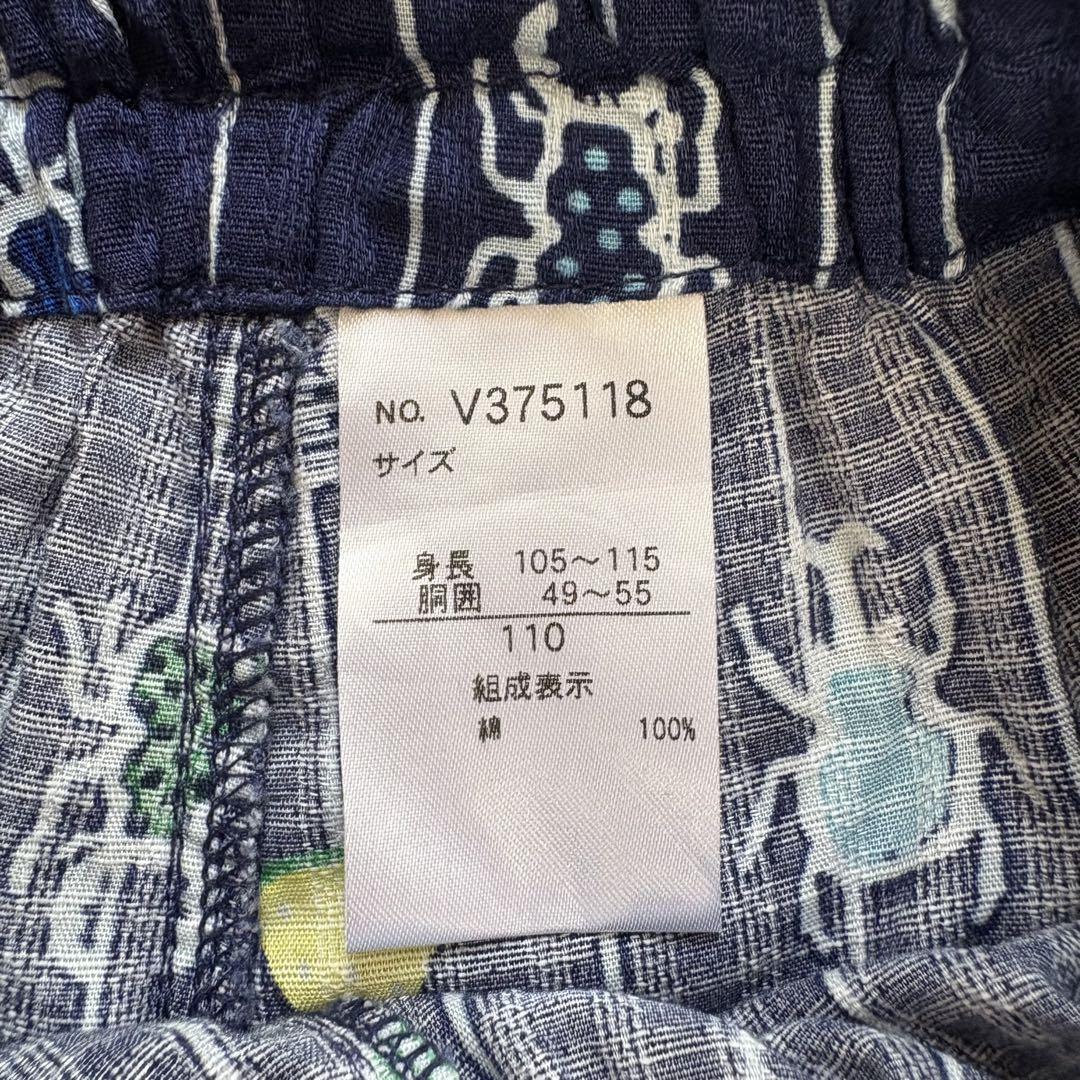 NO. V375118
サイズ
身長 105〜115
胴囲 49〜55
110
組成表示
綿 100%